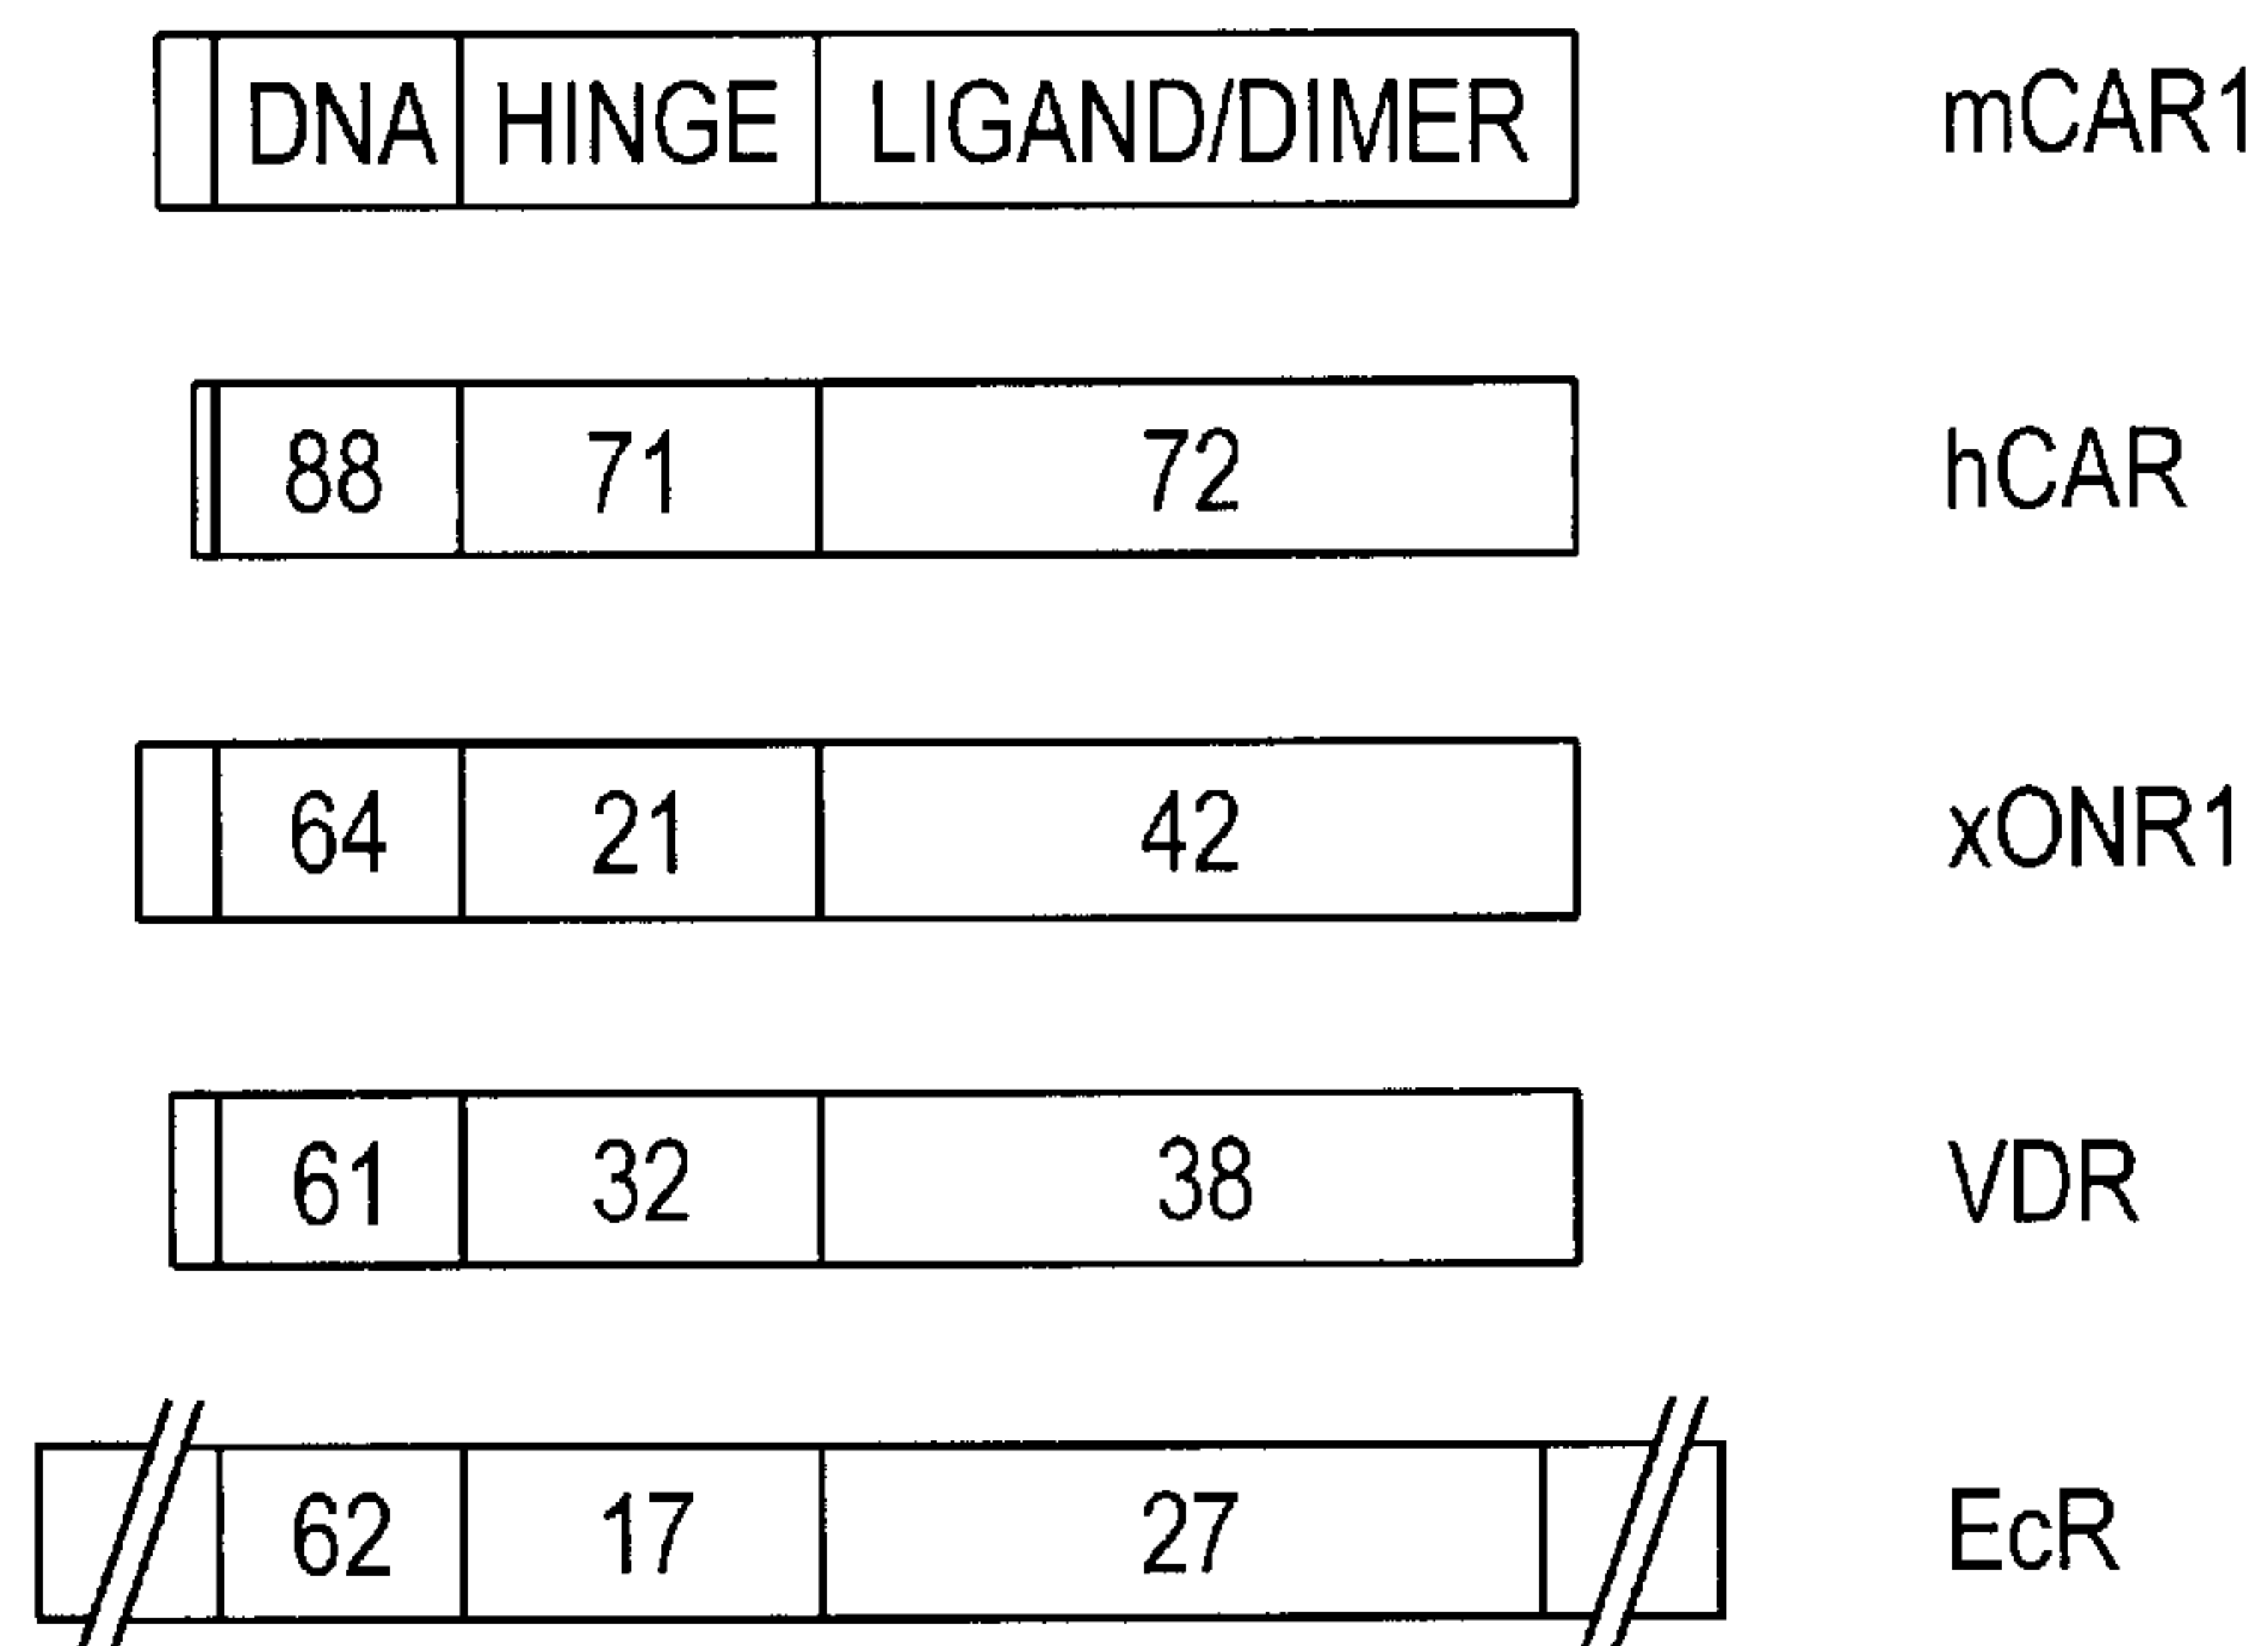 DNA HINGE LIGAND/DIMER mCAR1
88 71 72 hCAR
64 21 42 xONR1
61 32 38 VDR
62 17 27 EcR